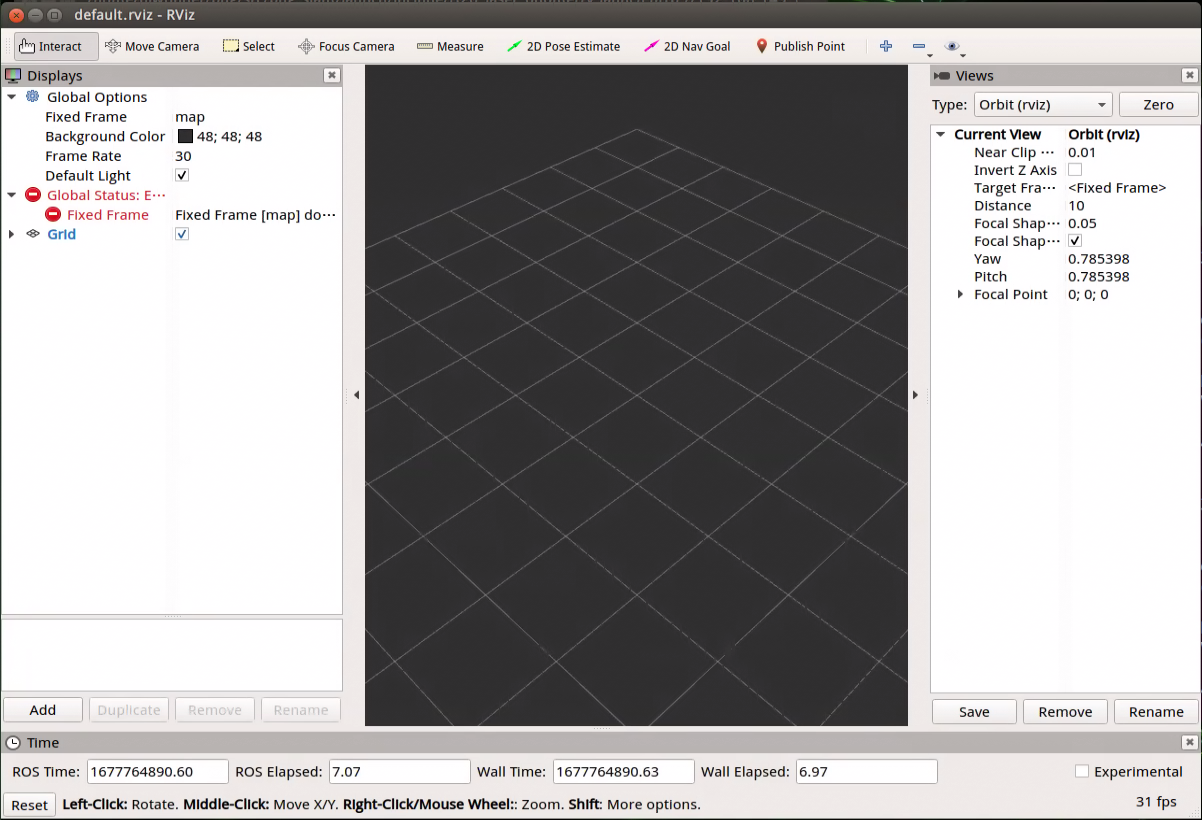 default.rviz - RViz
Interact Move Camera Select Focus Camera Measure 2D Pose Estimate 2D Nav Goal Publish Point
Displays
Global Options
Fixed Frame map
Background Color 48; 48; 48
Frame Rate 30
Default Light
Global Status: E···
Fixed Frame Fixed Frame [map] do···
Grid
Add Duplicate Remove Rename
Views
Type: Orbit (rviz) Zero
Current View Orbit (rviz)
Near Clip ··· 0.01
Invert Z Axis
Target Fra··· <Fixed Frame>
Distance 10
Focal Shap··· 0.05
Focal Shap···
Yaw 0.785398
Pitch 0.785398
Focal Point 0; 0; 0
Save Remove Rename
Time
ROS Time: 1677764890.60 ROS Elapsed: 7.07 Wall Time: 1677764890.63 Wall Elapsed: 6.97 Experimental
Reset Left-Click: Rotate. Middle-Click: Move X/Y. Right-Click/Mouse Wheel:: Zoom. Shift: More options. 31 fps